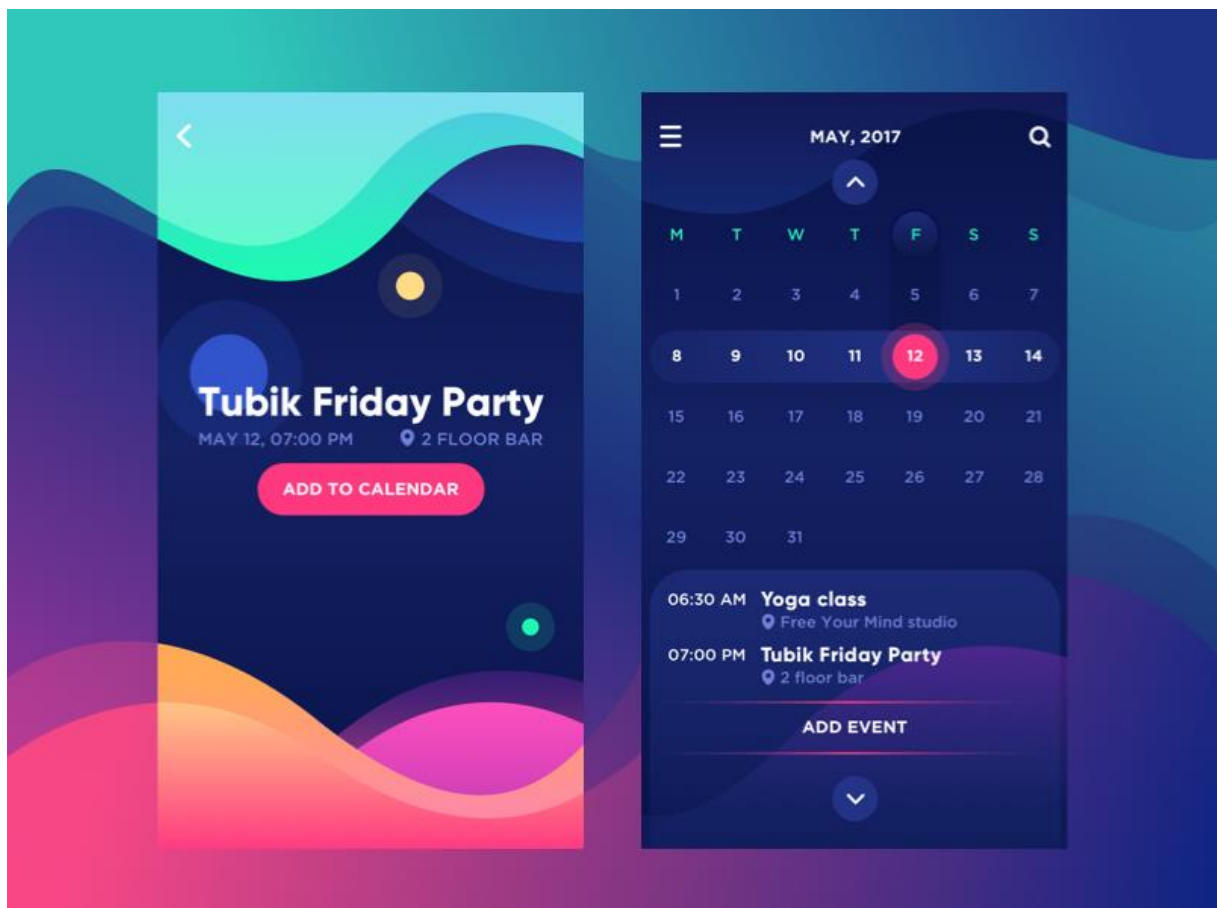 Tubik Friday Party
MAY 12, 07:00 PM 2 FLOOR BAR
ADD TO CALENDAR
MAY, 2017
M T W T F S S
1 2 3 4 5 6 7
8 9 10 11 12 13 14
15 16 17 18 19 20 21
22 23 24 25 26 27 28
29 30 31
06:30 AM Yoga class
Free Your Mind studio
07:00 PM Tubik Friday Party
2 floor bar
ADD EVENT